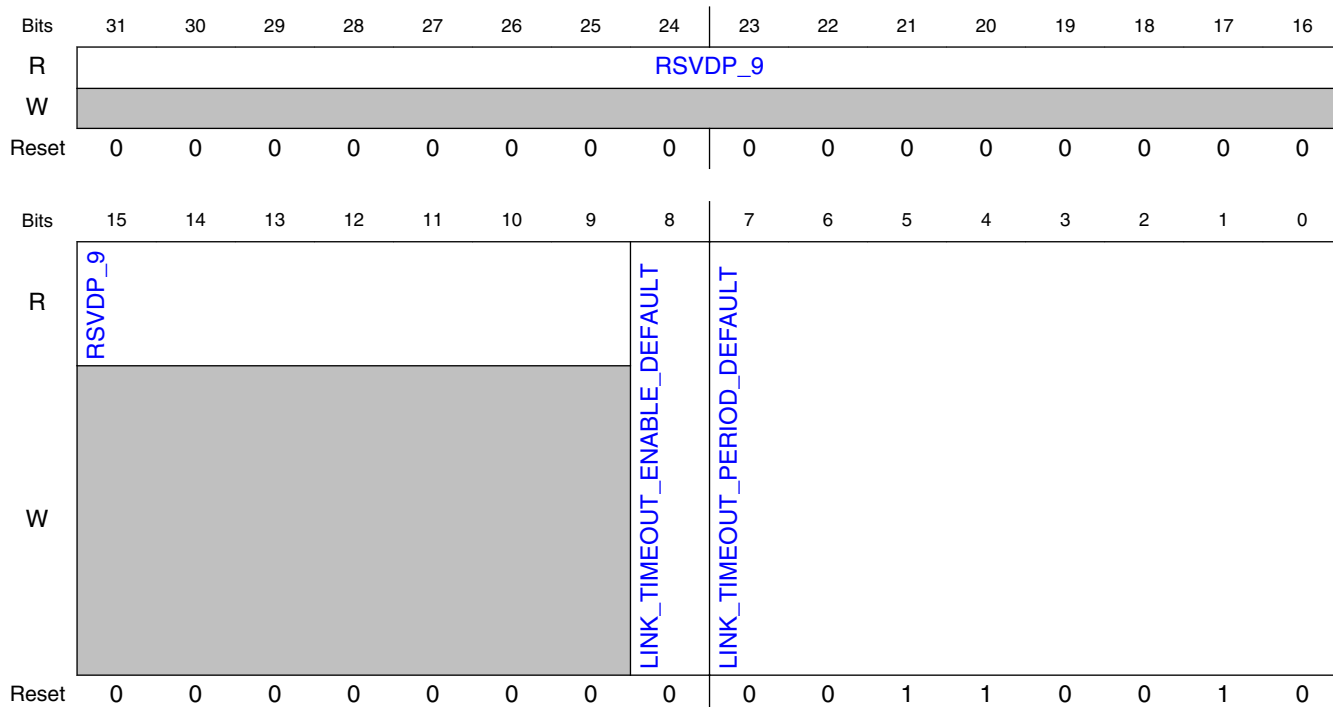 Bits 31 30 29 28 27 26 25 24 23 22 21 20 19 18 17 16
R RSVDP_9
W
Reset 0 0 0 0 0 0 0 0 0 0 0 0 0 0 0 0
Bits 15 14 13 12 11 10 9 8 7 6 5 4 3 2 1 0
R RSVDP_9 LINK_TIMEOUT_ENABLE_DEFAULT LINK_TIMEOUT_PERIOD_DEFAULT
W
Reset 0 0 0 0 0 0 0 0 0 0 1 1 0 0 1 0